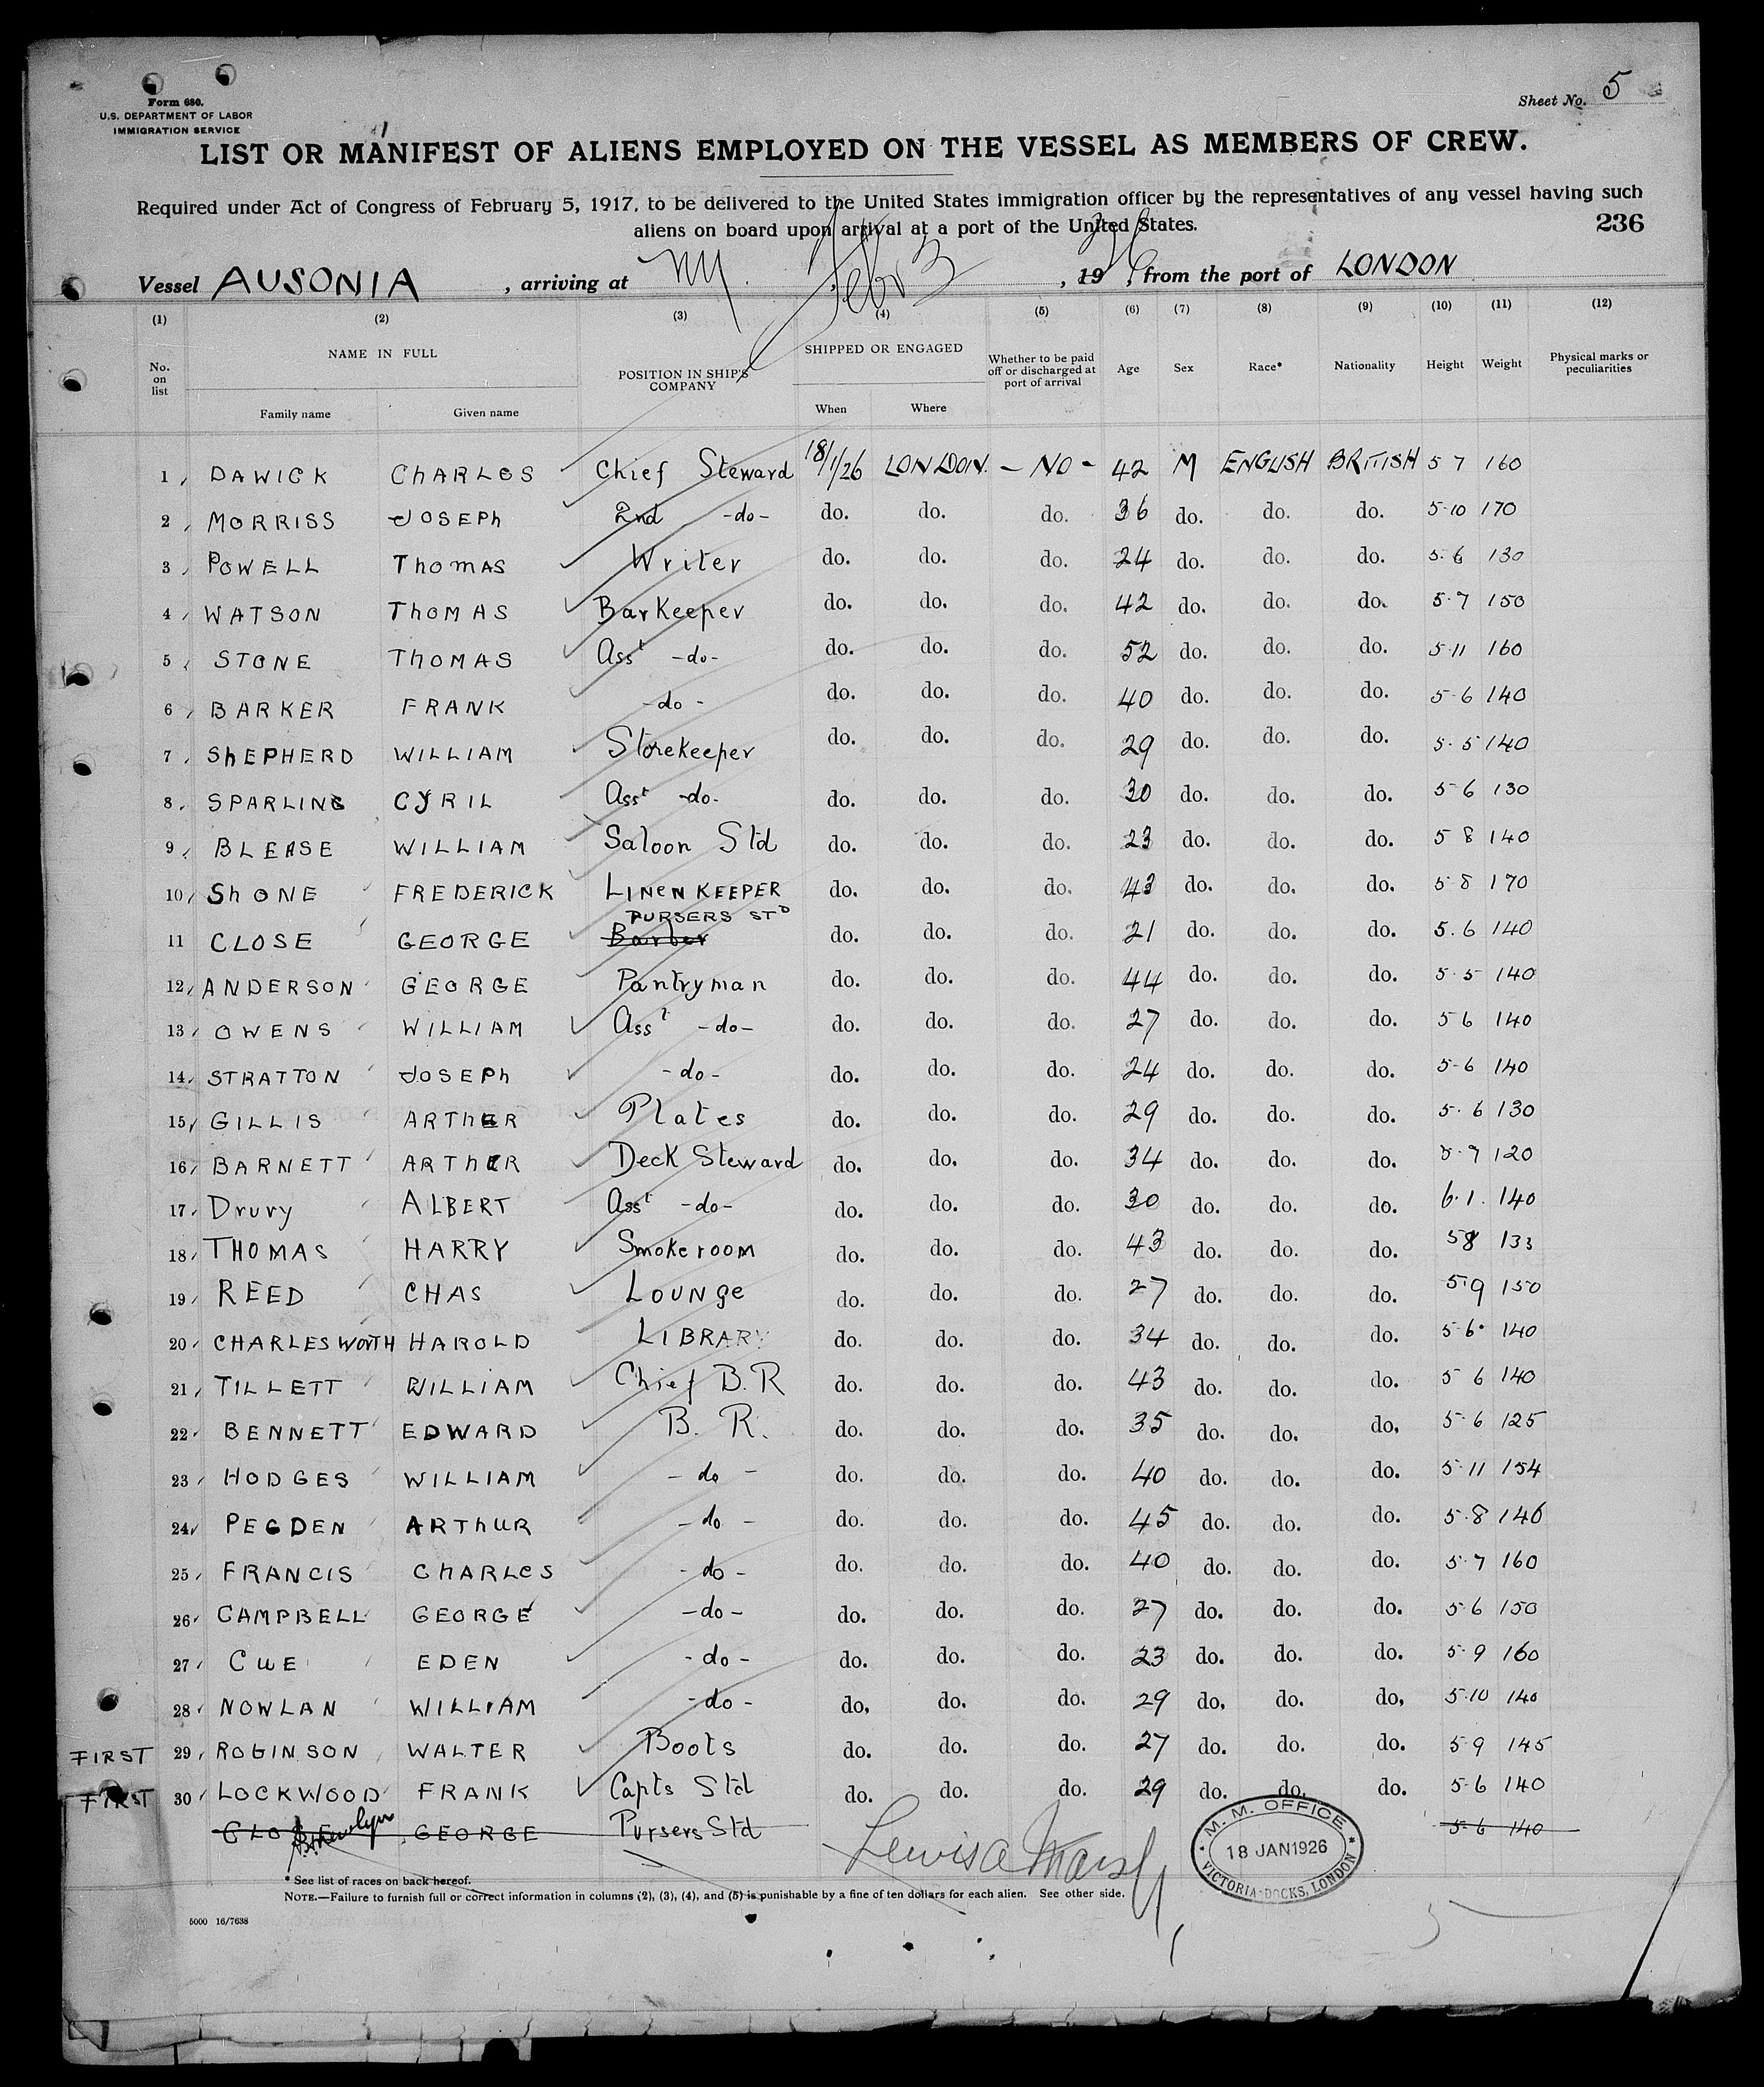 Form 680.
U.S. DEPARTMENT OF LABOR
IMMIGRATION SERVICE
Sheet No. 5
LIST OR MANIFEST OF ALIENS EMPLOYED ON THE VESSEL AS MEMBERS OF CREW.
Required under Act of Congress of February 5, 1917, to be delivered to the United States immigration officer by the representatives of any vessel having such
aliens on board upon arrival at a port of the United States.
236
Vessel AUSONIA, arriving at NY. Feb 3, 1926, from the port of LONDON
(1) (2) (3) (4) (5) (6) (7) (8) (9) (10) (11) (12)
No. on list NAME IN FULL POSITION IN SHIP'S COMPANY SHIPPED OR ENGAGED Whether to be paid off or discharged at port of arrival Age Sex Race* Nationality Height Weight Physical marks or peculiarities
Family name Given name When Where
1 DAWICK CHARLES Chief Steward 18/1/26 LONDON. - NO - 42 M ENGLISH BRITISH 5 7 160
2 MORRISS JOSEPH 2nd -do- do. do. do. 36 do. do. do. 5-10 170
3 POWELL THOMAS Writer do. do. do. 24 do. do. do. 5-6 130
4 WATSON THOMAS BarKeeper do. do. do. 42 do. do. do. 5-7 150
5 STONE THOMAS Asst -do- do. do. do. 52 do. do. do. 5-11 160
6 BARKER FRANK -do- do. do. do. 40 do. do. do. 5-6 140
7 SHEPHERD WILLIAM Storekeeper do. do. do. 29 do. do. do. 5-5 140
8 SPARLING CYRIL Asst -do- do. do. do. 30 do. do. do. 5-6 130
9 BLEASE WILLIAM Saloon Std do. do. do. 23 do. do. do. 5 8 140
10 SHONE FREDERICK LINEN KEEPER do. do. do. 43 do. do. do. 5-8 170
PURSERS STD
11 CLOSE GEORGE Barber do. do. do. 21 do. do. do. 5.6 140
12 ANDERSON GEORGE Pantryman do. do. do. 44 do. do. do. 5-5 140
13 OWENS WILLIAM Asst -do- do. do. do. 27 do. do. do. 5 6 140
14 STRATTON JOSEPH -do- do. do. do. 24 do. do. do. 5-6 140
15 GILLIS ARTHER Plates do. do. do. 29 do. do. do. 5-6 130
16 BARNETT ARTHER Deck Steward do. do. do. 34 do. do. do. 120
17 Drury ALBERT Asst -do- do. do. do. 30 do. do. do. 6.1. 140
18 THOMAS HARRY Smokeroom do. do. do. 43 do. do. do. 58 133
19 REED CHAS LOUNge do. do. do. 27 do. do. do. 5-9 150
20 CHARLESWORTH HAROLD LIBRARY do. do. do. 34 do. do. do. 5-6 140
21 TILLETT WILLIAM Chief B.R do. do. do. 43 do. do. do. 5 6 140
22 BENNETT EDWARD B. R. do. do. do. 35 do. do. do. 5-6 125
23 HODGES WILLIAM -do- do. do. do. 40 do. do. do. 5-11 154
24 PEGDEN ARTHUR -do- do. do. do. 45 do. do. do. 5-8 146
25 FRANCIS CHARLES -do- do. do. do. 40 do. do. do. 5-7 160
26 CAMPBELL GEORGE -do- do. do. do. 27 do. do. do. 5-6 150
27 CUE EDEN -do- do. do. do. 23 do. do. do. 5-9 160
28 NOWLAN WILLIAM -do- do. do. do. 29 do. do. do. 5-10 140
FIRST 29 ROBINSON WALTER Boots do. do. do. 27 do. do. do. 5 9 145
FIRST 30 LOCKWOOD FRANK Capts Std do. do. do. 29 do. do. do. 5-6 140
CLOSE GEORGE Pursers Std 5-6 140
M. M. OFFICE
18 JAN 1926
VICTORIA-DOCKS, LONDON
* See list of races on back hereof.
NOTE.—Failure to furnish full or correct information in columns (2), (3), (4), and (5) is punishable by a fine of ten dollars for each alien. See other side.
5000 16/7638